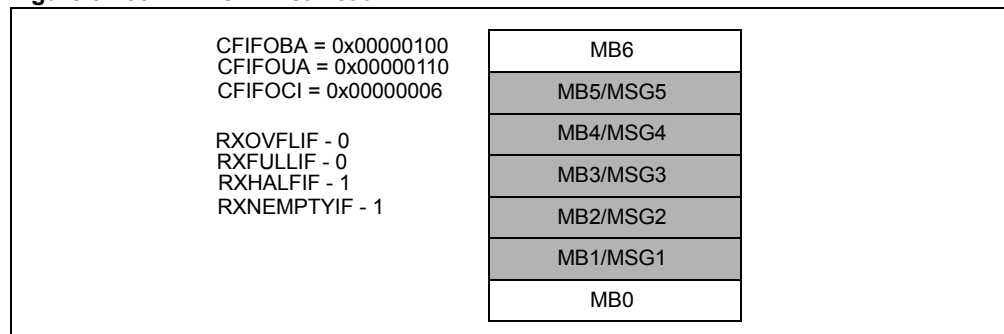 CFIFOBA = 0x00000100
CFIFOUA = 0x00000110
CFIFOCI = 0x00000006
RXOVFLIF - 0
RXFULLIF - 0
RXHALFIF - 1
RXNEMPTYIF - 1
MB6
MB5/MSG5
MB4/MSG4
MB3/MSG3
MB2/MSG2
MB1/MSG1
MB0